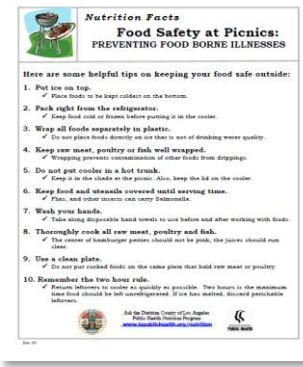 Nutrition Facts
Food Safety at Picnics:
PREVENTING FOOD BORNE ILLNESSES
Here are some helpful tips on keeping your food safe outside:
1. Put ice on top.
✓ Place foods to be kept coldest on the bottom.
2. Pack right from the refrigerator.
✓ Keep food cold or frozen before putting it in the cooler.
3. Wrap all foods separately in plastic.
✓ Do not place foods directly on ice that is not of drinking water quality.
4. Keep raw meat, poultry or fish well wrapped.
✓ Wrapping prevents contamination of other foods from drippings.
5. Do not put cooler in a hot trunk.
✓ Keep it in the shade at the picnic. Also, keep the lid on the cooler.
6. Keep food and utensils covered until serving time.
✓ Flies, and other insects can carry Salmonella.
7. Wash your hands.
✓ Take along disposable hand towels to use before and after working with foods.
8. Thoroughly cook all raw meat, poultry and fish.
✓ The center of hamburger patties should not be pink, the juices should run
clear.
9. Use a clean plate.
✓ Do not put cooked foods on the same plate that held raw meat or poultry.
10. Remember the two hour rule.
✓ Return leftovers to cooler as quickly as possible. Two hours is the maximum
time food should be left unrefrigerated. If ice has melted, discard perishable
leftovers.
Ask the Dietitian County of Los Angeles
Public Health Nutrition Program
www.lapublichealth.org/nutrition
PUBLIC HEALTH